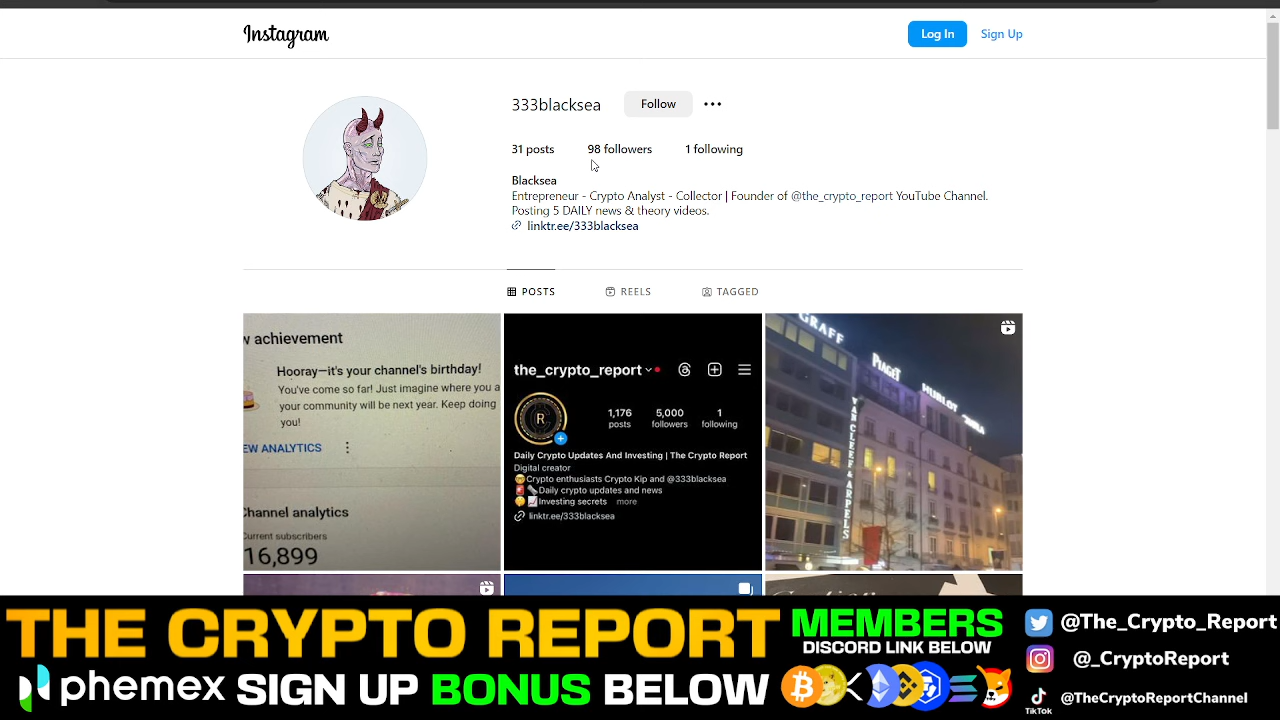 Instagram
Log In
Sign Up
333blacksea
Follow
31 posts
98 followers
1 following
Blacksea
Entrepreneur - Crypto Analyst - Collector | Founder of @the_crypto_report YouTube Channel.
Posting 5 DAILY news & theory videos.
linktr.ee/333blacksea
POSTS
REELS
TAGGED
w achievement
Hooray—it's your channel's birthday!
You've come so far! Just imagine where you a
your community will be next year. Keep doing
you!
EW ANALYTICS
Channel analytics
Current subscribers
16,899
the_crypto_report
1,176
5,000
1
posts
followers
following
R
Daily Crypto Updates And Investing | The Crypto Report
Digital creator
Crypto enthusiasts Crypto Kip and @333blacksea
Daily crypto updates and news
Investing secrets more
linktr.ee/333blacksea
GRAFF
PIAGET
HUBLOT
VAN CLEEF & ARPELS
THE CRYPTO REPORT
MEMBERS
DISCORD LINK BELOW
phemex SIGN UP BONUS BELOW
@The_Crypto_Report
@_CryptoReport
TikTok
@TheCryptoReportChannel